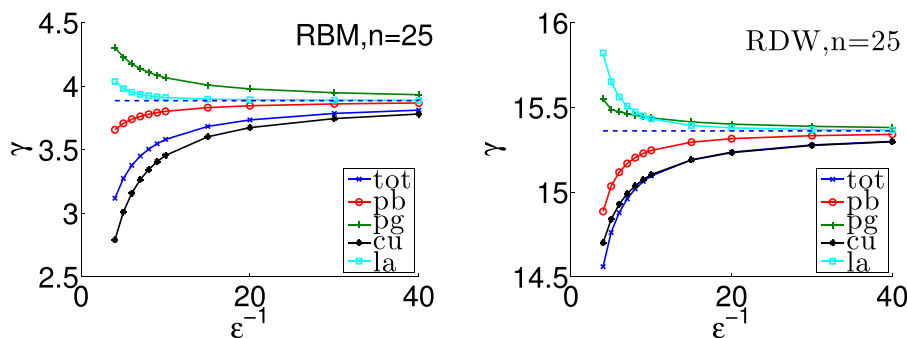 RBM,n=25
4.5
4
3.5
3
2.5
γ
0 20 40
ε⁻¹
tot
pb
pg
cu
la
RDW,n=25
16
15.5
15
14.5
γ
0 20 40
ε⁻¹
tot
pb
pg
cu
la